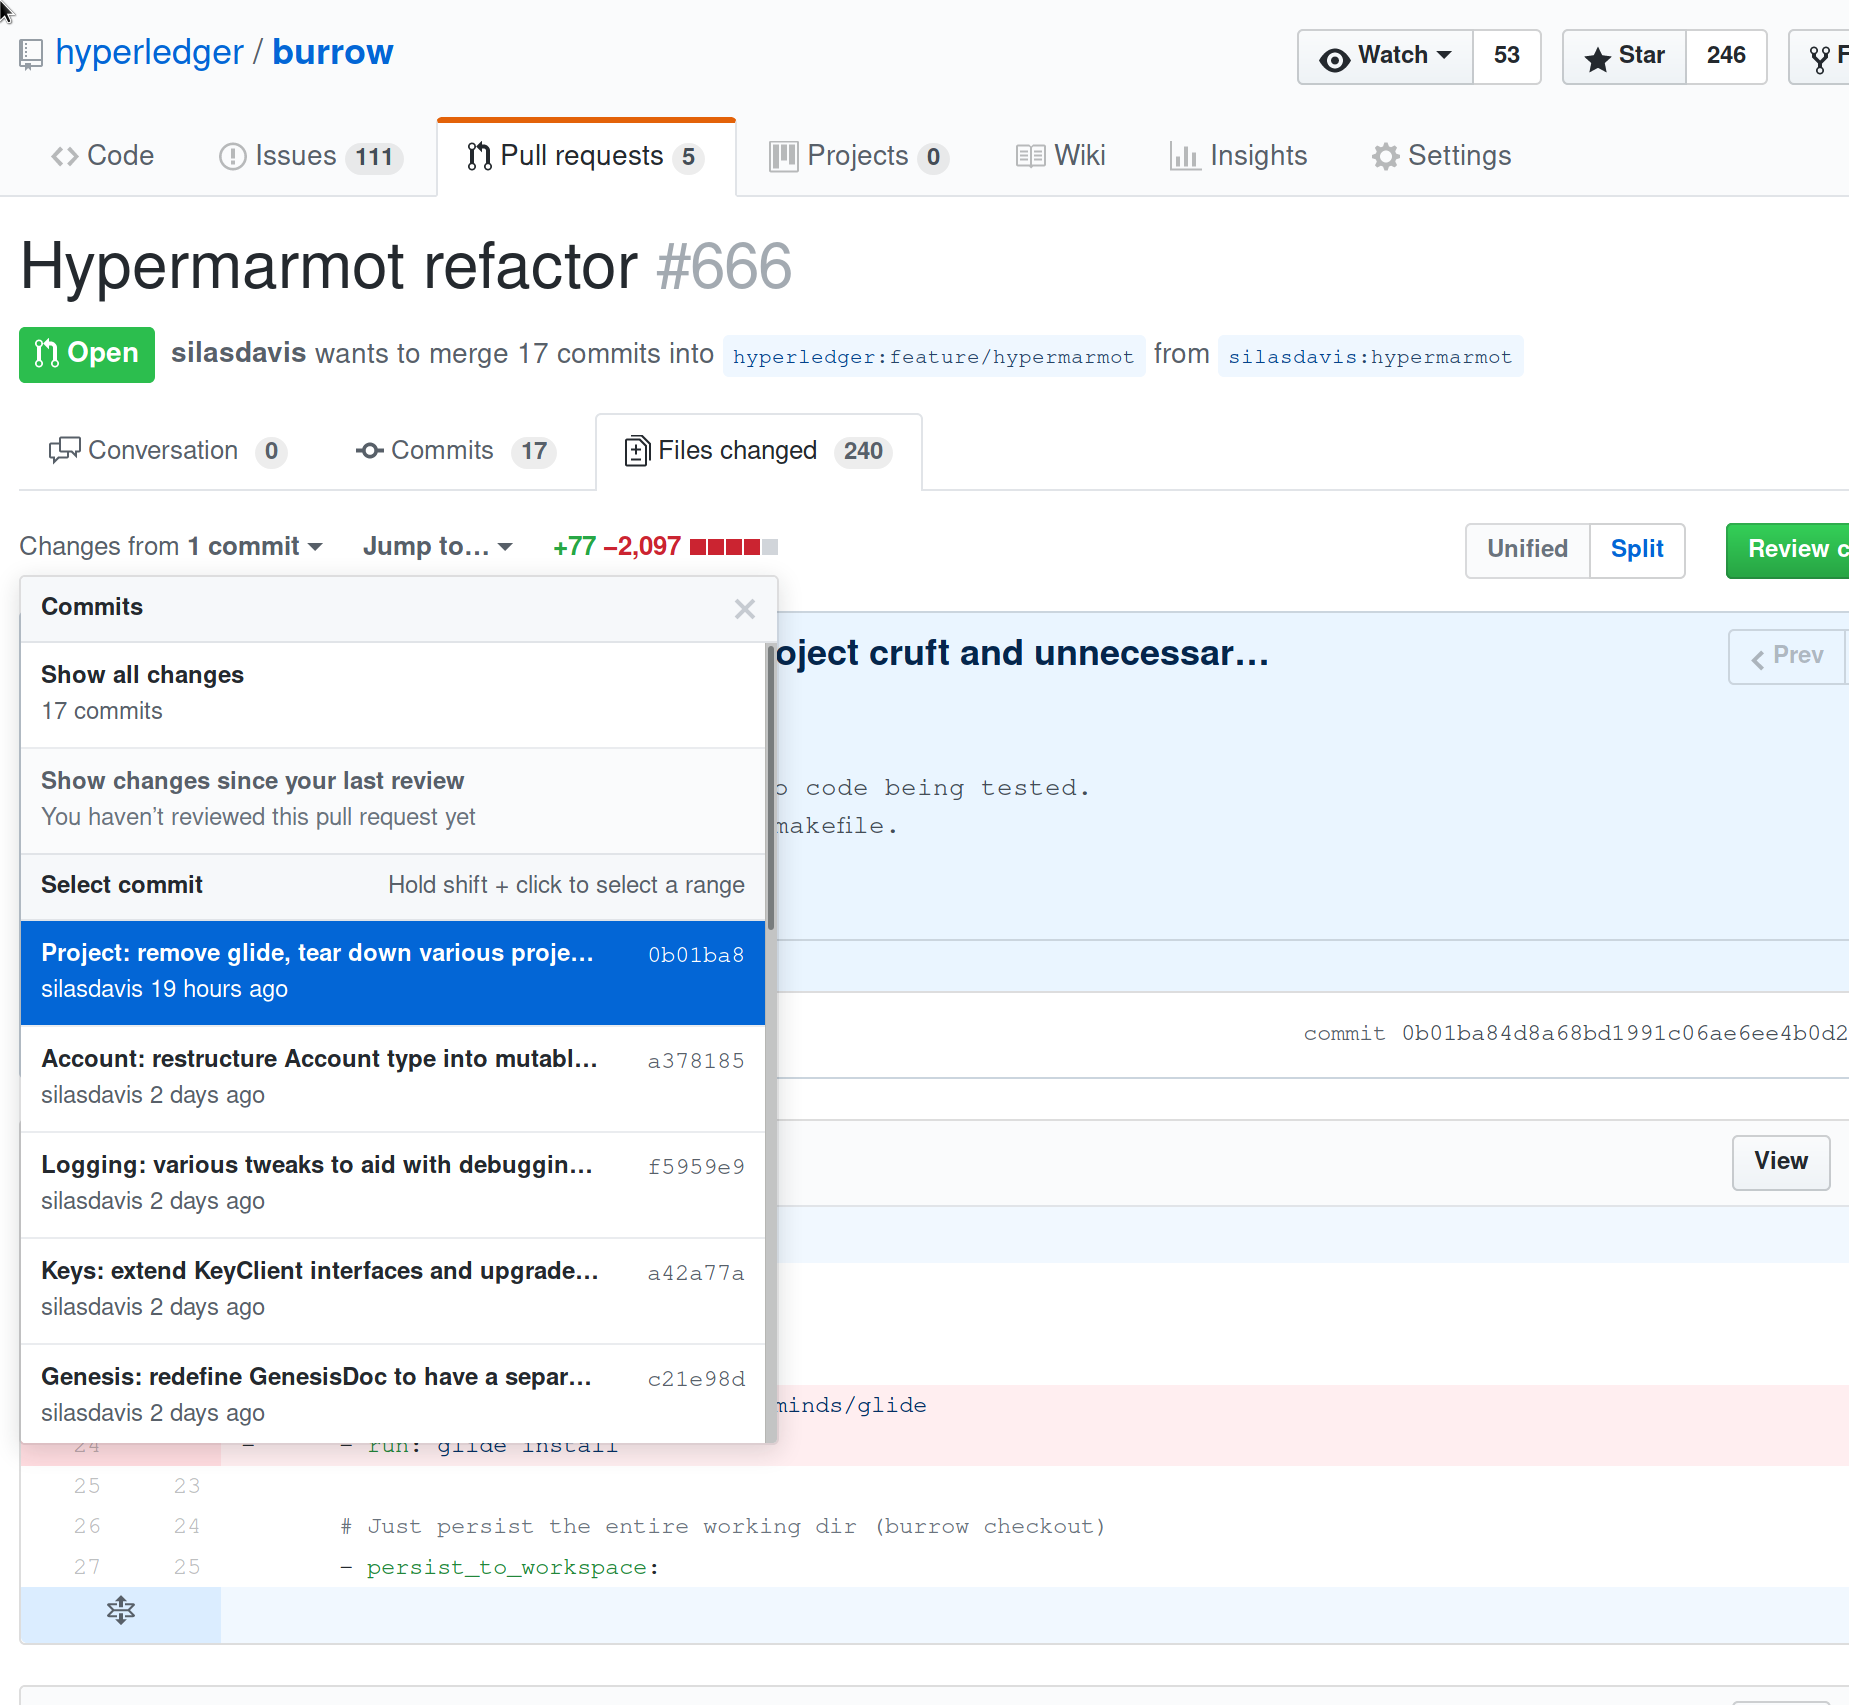 hyperledger / burrow
Watch 53 Star 246 F
Code Issues 111 Pull requests 5 Projects 0 Wiki Insights Settings
Hypermarmot refactor #666
Open silasdavis wants to merge 17 commits into hyperledger:feature/hypermarmot from silasdavis:hypermarmot
Conversation 0 Commits 17 Files changed 240
Changes from 1 commit Jump to... +77 −2,097 Unified Split Review c
Commits
oject cruft and unnecessar…
Prev
Show all changes
17 commits
Show changes since your last review
o code being tested.
You haven’t reviewed this pull request yet
makefile.
Select commit Hold shift + click to select a range
Project: remove glide, tear down various proje… 0b01ba8
silasdavis 19 hours ago
commit 0b01ba84d8a68bd1991c06ae6ee4b0d2
Account: restructure Account type into mutabl… a378185
silasdavis 2 days ago
Logging: various tweaks to aid with debuggin… f5959e9
View
silasdavis 2 days ago
Keys: extend KeyClient interfaces and upgrade… a42a77a
silasdavis 2 days ago
Genesis: redefine GenesisDoc to have a separ… c21e98d
silasdavis 2 days ago
minds/glide
24 - - run: glide install
25 23
26 24 # Just persist the entire working dir (burrow checkout)
27 25 - persist_to_workspace: